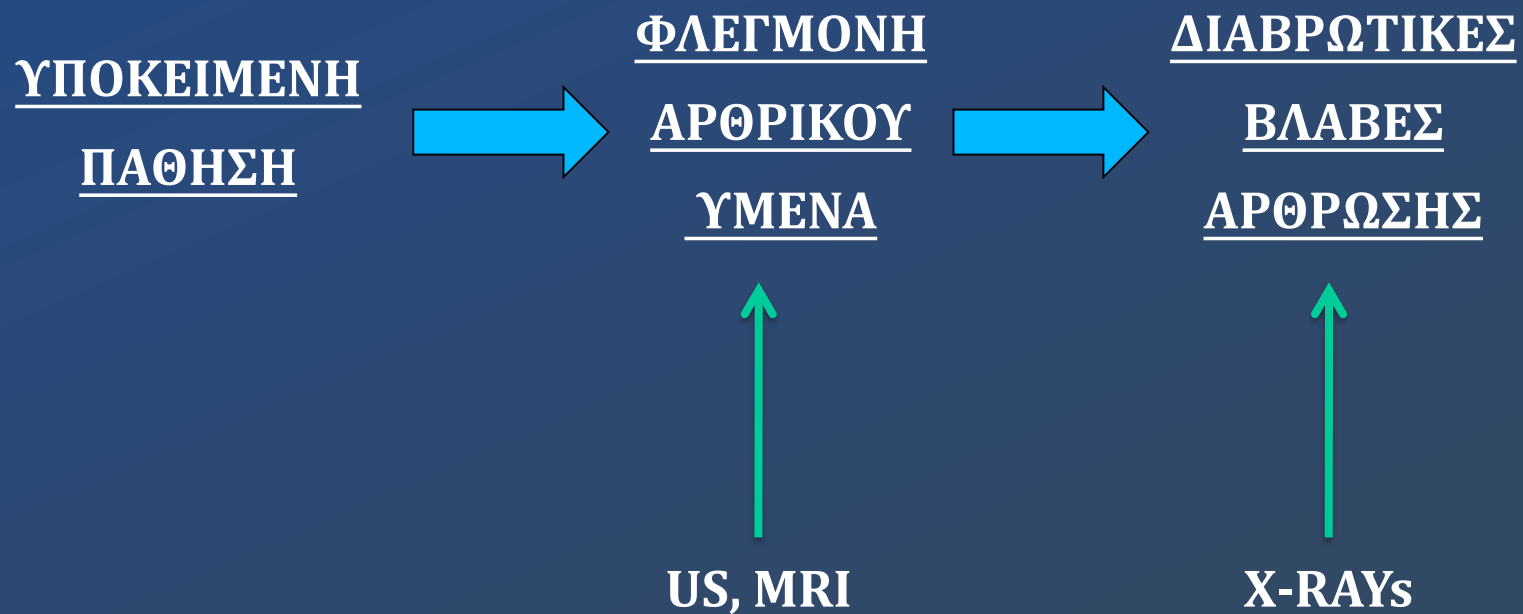 ΥΠΟΚΕΙΜΕΝΗ
ΠΑΘΗΣΗ
ΦΛΕΓΜΟΝΗ
ΑΡΘΡΙΚΟΥ
ΥΜΕΝΑ
ΔΙΑΒΡΩΤΙΚΕΣ
ΒΛΑΒΕΣ
ΑΡΘΡΩΣΗΣ
US, MRI
X-RAYs